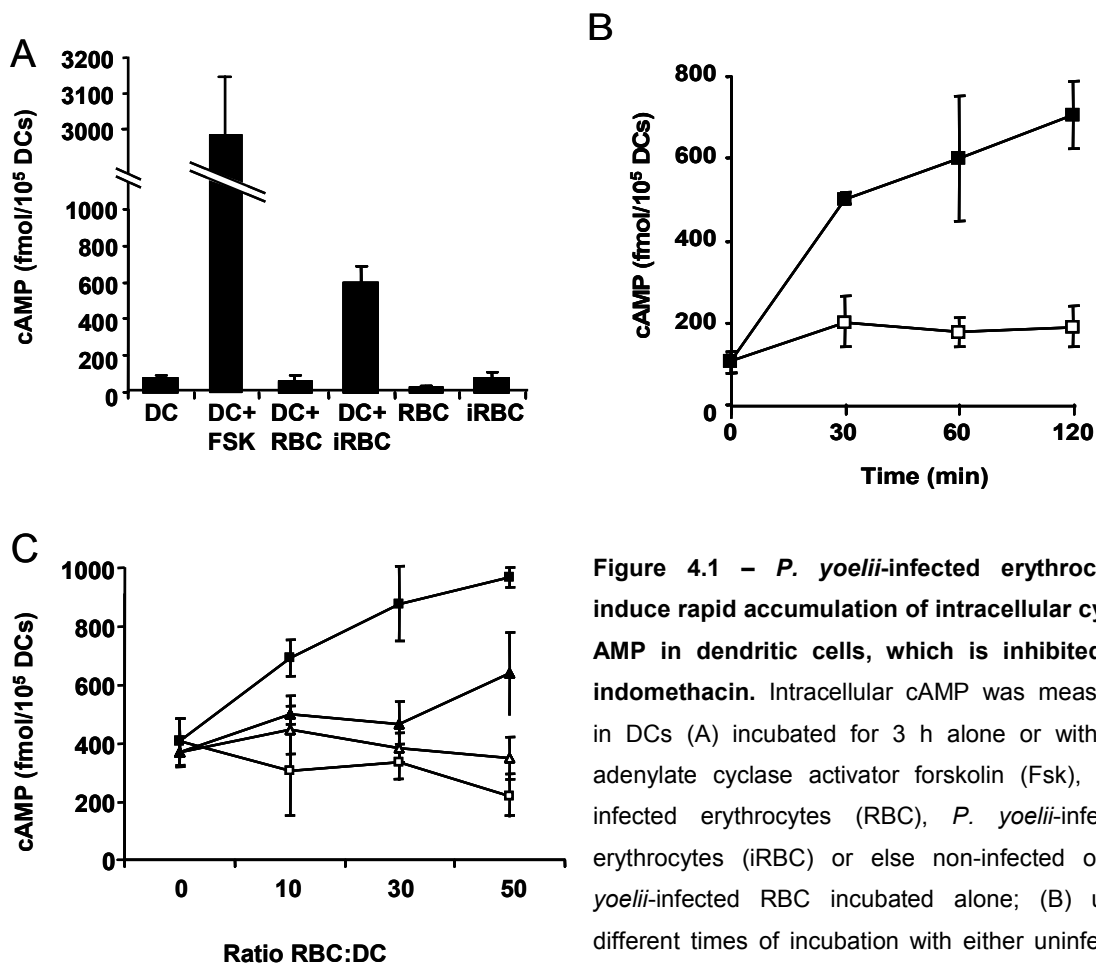 A
cAMP (fmol/10⁵ DCs)
3200
3100
3000
1000
800
600
400
200
0
DC DC+ DC+ DC+ RBC iRBC
FSK RBC iRBC
B
cAMP (fmol/10⁵ DCs)
800
600
400
200
0
0 30 60 120
Time (min)
C
cAMP (fmol/10⁵ DCs)
1000
800
600
400
200
0
0 10 30 50
Ratio RBC:DC
Figure 4.1 – P. yoelii-infected erythroc
induce rapid accumulation of intracellular cy
AMP in dendritic cells, which is inhibited
indomethacin. Intracellular cAMP was meas
in DCs (A) incubated for 3 h alone or with
adenylate cyclase activator forskolin (Fsk),
infected erythrocytes (RBC), P. yoelii-infe
erythrocytes (iRBC) or else non-infected o
yoelii-infected RBC incubated alone; (B) u
different times of incubation with either uninfe